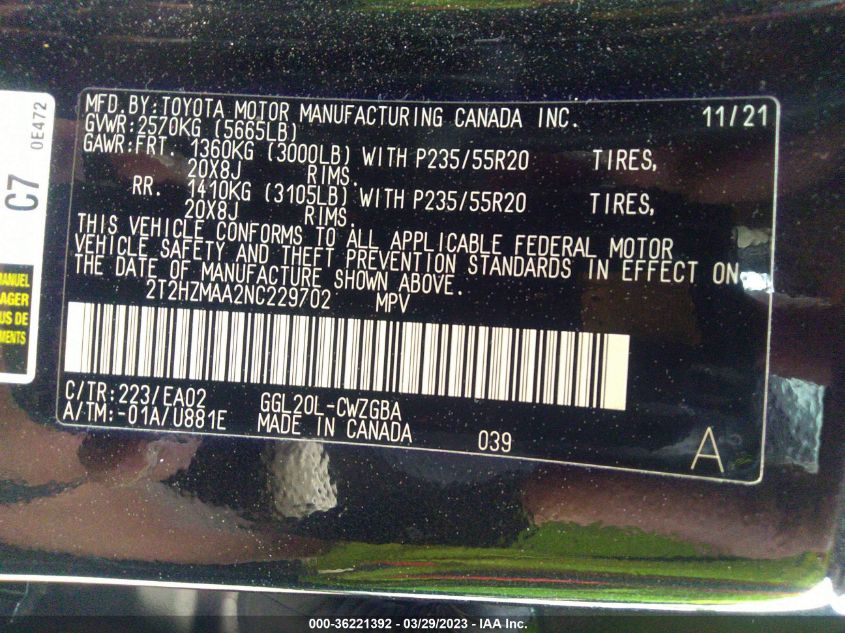 MFD.BY:TOYOTA MOTOR MANUFACTURING CANADA INC. 11/21
GVWR:2570KG (5665LB)
GAWR:FRT. 1360KG (3000LB) WITH P235/55R20 TIRES,
20X8J RIMS.
RR. 1410KG (3105LB) WITH P235/55R20 TIRES,
20X8J RIMS.
THIS VEHICLE CONFORMS TO ALL APPLICABLE FEDERAL MOTOR
VEHICLE SAFETY AND THEFT PREVENTION STANDARDS IN EFFECT ON
THE DATE OF MANUFACTURE SHOWN ABOVE.
2T2HZMAA2NC229702 MPV
C/TR:223/EA02 GGL20L-CWZGBA
A/TM:-01A/U881E MADE IN CANADA 039 A
0E472
C7
MANUEL
AGER
US DE
MENTS
000-36221392 - 03/29/2023 - IAA Inc.